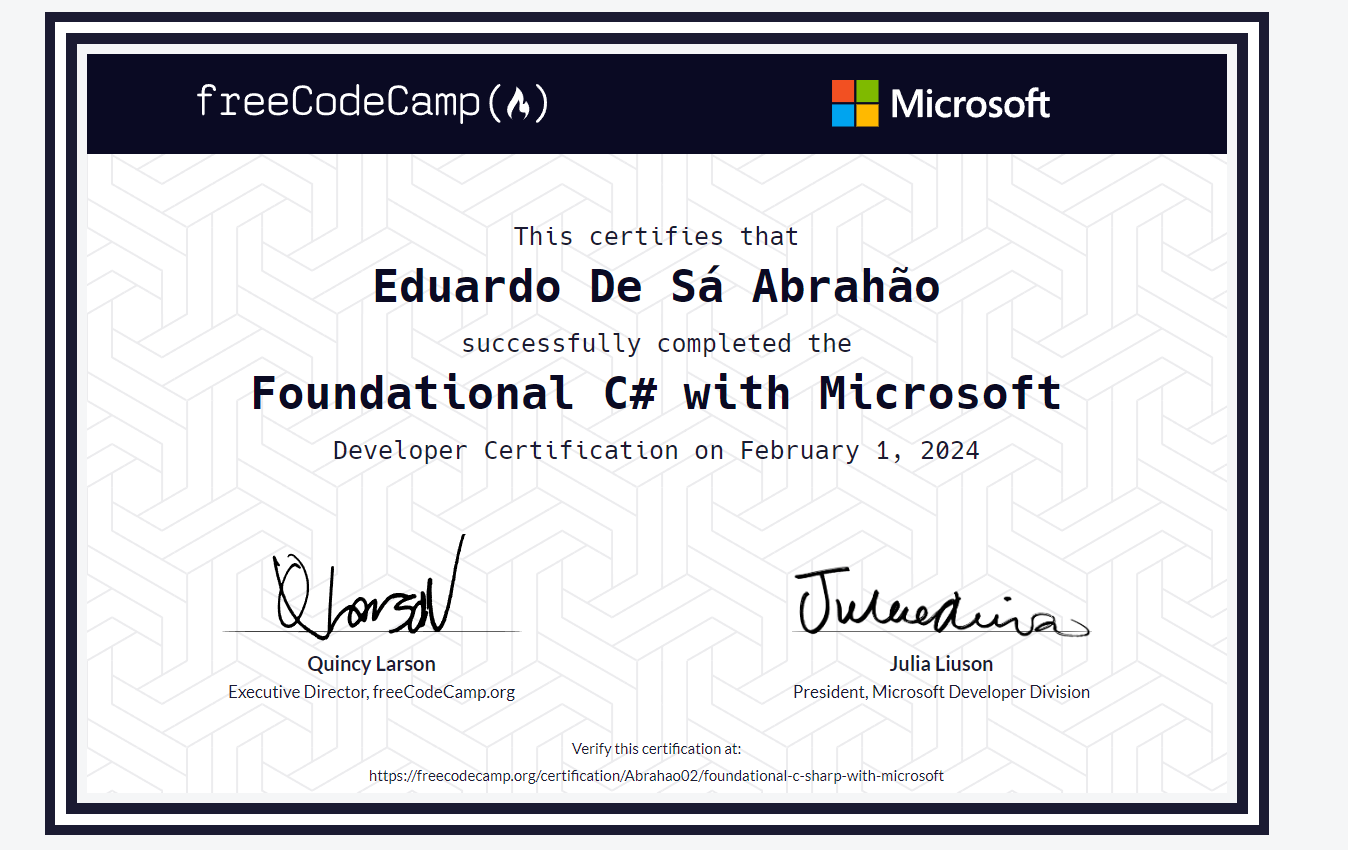 freeCodeCamp
Microsoft
This certifies that
Eduardo De Sá Abrahão
successfully completed the
Foundational C# with Microsoft
Developer Certification on February 1, 2024
Quincy Larson
Executive Director, freeCodeCamp.org
Julia Liuson
President, Microsoft Developer Division
Verify this certification at:
https://freecodecamp.org/certification/Abrahao02/foundational-c-sharp-with-microsoft